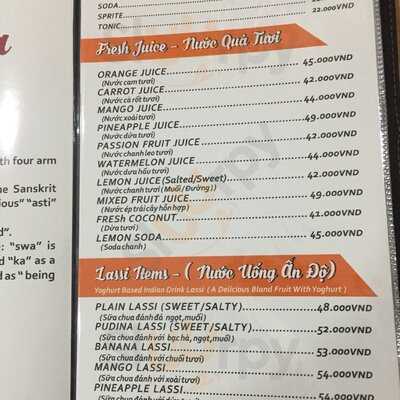 SODA
SPRITE 22.000VND
TONIC
Fresh Juice - Nước Quả Tươi
ORANGE JUICE 45.000VND
(Nước cam tươi)
CARROT JUICE 42.000VND
(Nước cà rốt tươi)
MANGO JUICE 44.000VND
(Nước xoài tươi)
PINEAPPLE JUICE 49.000VND
(Nước dứa tươi)
PASSION FRUIT JUICE 42.000VND
(Nước chanh leo tươi)
WATERMELON JUICE 44.000VND
(Nước dưa hấu tươi)
LEMON JUICE(Salted/Sweet) 42.000VND
(Nước chanh tươi (Muối/Đường))
MIXED FRUIT JUICE 49.000VND
(Nước ép trái cây hỗn hợp)
FRESH COCONUT 41.000VND
(Dừa tươi)
LEMON SODA 45.000VND
(Soda chanh)
Lassi Items - ( Nước Uống Ấn Độ)
Yoghurt Based Indian Drink Lassi ( A Delicious Bland Fruit With Yoghurt )
PLAIN LASSI (SWEET/SALTY) 48.000VND
(Sữa chua đánh đá ngọt,muối)
PUDINA LASSI (SWEET/SALTY) 52.000VND
(Sữa chua đánh với bạc hà, ngọt,muối)
BANANA LASSI 53.000VND
(Sữa chua đánh với chuối tươi)
MANGO LASSI 54.000VND
(Sữa chua đánh với xoài tươi)
PINEAPPLE LASSI 54.000VND
th four arm
e Sanskrit
ious" "asti"
d".
: "swa" is
d "ka" as a
d as " being